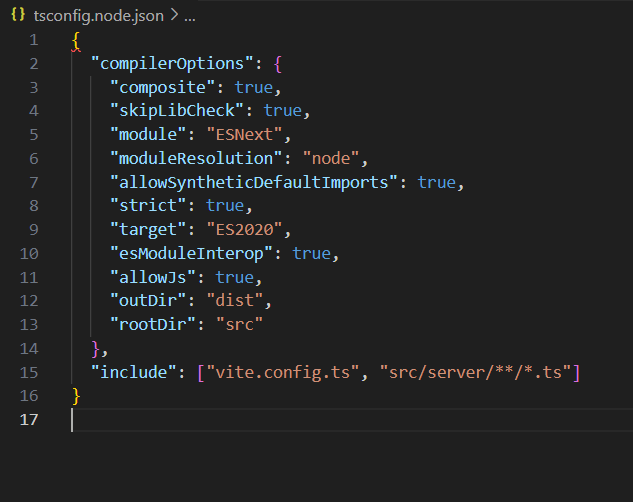 {} tsconfig.node.json > ...
1 {
2   "compilerOptions": {
3     "composite": true,
4     "skipLibCheck": true,
5     "module": "ESNext",
6     "moduleResolution": "node",
7     "allowSyntheticDefaultImports": true,
8     "strict": true,
9     "target": "ES2020",
10     "esModuleInterop": true,
11     "allowJs": true,
12     "outDir": "dist",
13     "rootDir": "src"
14   },
15   "include": ["vite.config.ts", "src/server/**/*.ts"]
16 }
17